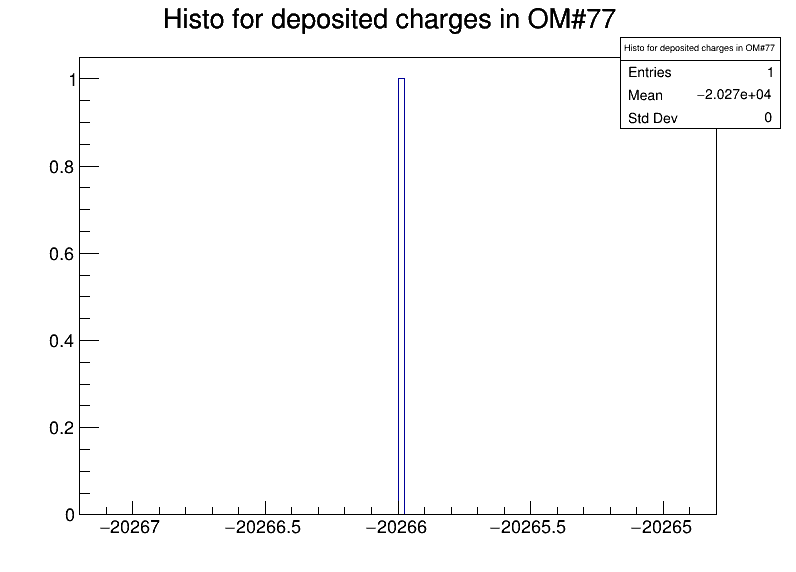 Histo for deposited charges in OM#77
Histo for deposited charges in OM#77
Entries 1
Mean −2.027e+04
Std Dev 0
1
0.8
0.6
0.4
0.2
0
−20267 −20266.5 −20266 −20265.5 −20265